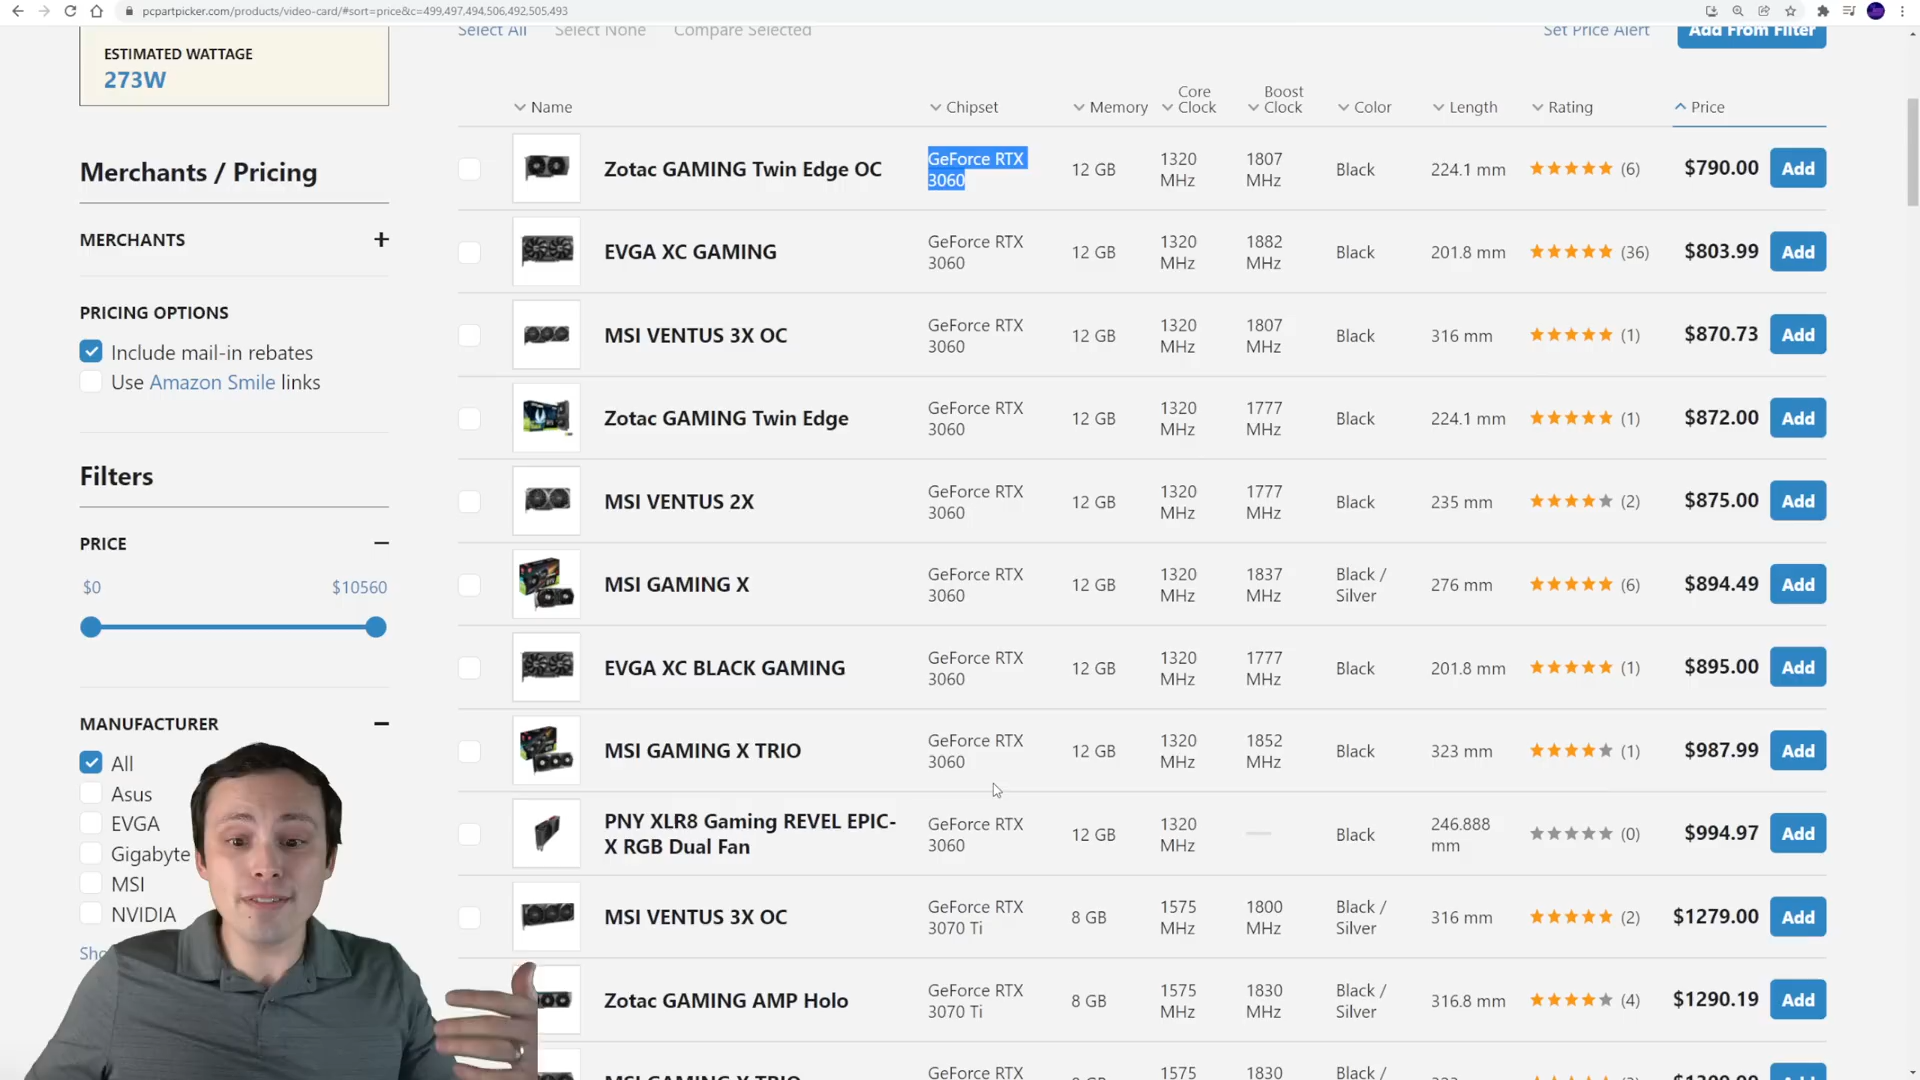 pcpartpicker.com/products/video-card/#sort=price&c=499,497,494,506,492,505,493
Select All Select None Compare Selected Set Price Alert Add From Filter
ESTIMATED WATTAGE
273W
Merchants / Pricing
MERCHANTS
PRICING OPTIONS
Include mail-in rebates
Use Amazon Smile links
Filters
PRICE
$0 $10560
MANUFACTURER
All
Asus
EVGA
Gigabyte
MSI
NVIDIA
Name Chipset Memory Core Clock Boost Clock Color Length Rating Price
Zotac GAMING Twin Edge OC GeForce RTX 3060 12 GB 1320 MHz 1807 MHz Black 224.1 mm (6) $790.00 Add
EVGA XC GAMING GeForce RTX 3060 12 GB 1320 MHz 1882 MHz Black 201.8 mm (36) $803.99 Add
MSI VENTUS 3X OC GeForce RTX 3060 12 GB 1320 MHz 1807 MHz Black 316 mm (1) $870.73 Add
Zotac GAMING Twin Edge GeForce RTX 3060 12 GB 1320 MHz 1777 MHz Black 224.1 mm (1) $872.00 Add
MSI VENTUS 2X GeForce RTX 3060 12 GB 1320 MHz 1777 MHz Black 235 mm (2) $875.00 Add
MSI GAMING X GeForce RTX 3060 12 GB 1320 MHz 1837 MHz Black / Silver 276 mm (6) $894.49 Add
EVGA XC BLACK GAMING GeForce RTX 3060 12 GB 1320 MHz 1777 MHz Black 201.8 mm (1) $895.00 Add
MSI GAMING X TRIO GeForce RTX 3060 12 GB 1320 MHz 1852 MHz Black 323 mm (1) $987.99 Add
PNY XLR8 Gaming REVEL EPIC-X RGB Dual Fan GeForce RTX 3060 12 GB 1320 MHz Black 246.888 mm (0) $994.97 Add
MSI VENTUS 3X OC GeForce RTX 3070 Ti 8 GB 1575 MHz 1800 MHz Black / Silver 316 mm (2) $1279.00 Add
Zotac GAMING AMP Holo GeForce RTX 3070 Ti 8 GB 1575 MHz 1830 MHz Black / Silver 316.8 mm (4) $1290.19 Add
GeForce RTX 1575 1830 Black /